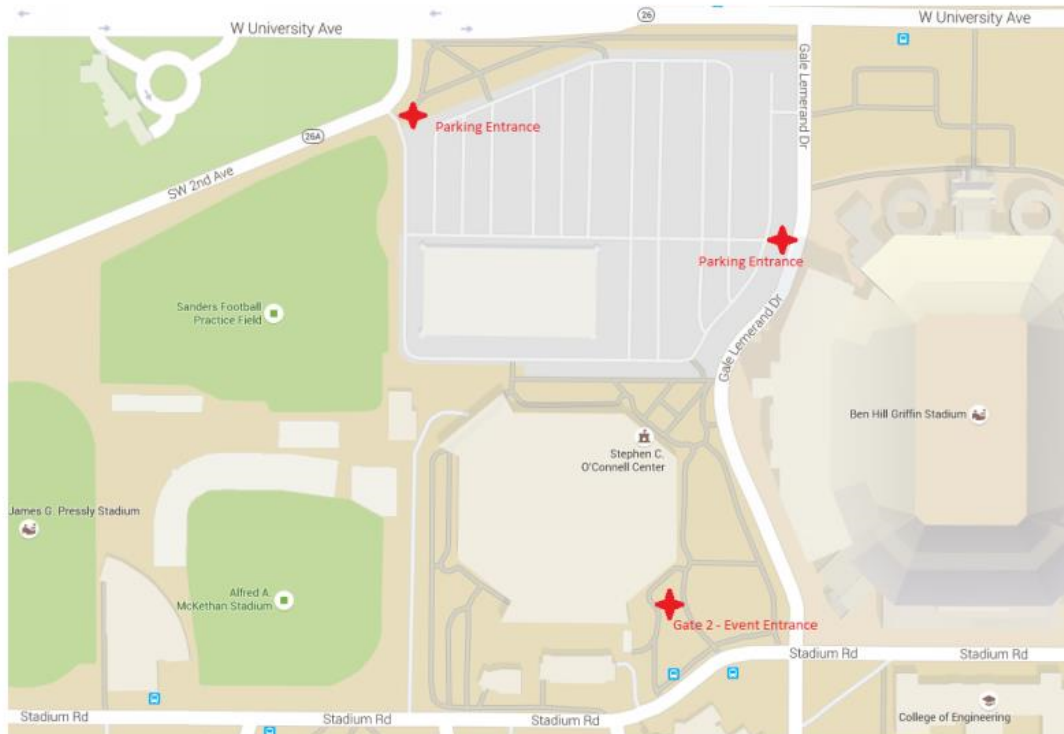 W University Ave
26
W University Ave
Gale Lemerand Dr
Parking Entrance
26A
SW 2nd Ave
Parking Entrance
Sanders Football
Practice Field
Gale Lemerand Dr
Ben Hill Griffin Stadium
Stephen C.
O'Connell Center
James G. Pressly Stadium
Alfred A.
McKethan Stadium
Gate 2 - Event Entrance
Stadium Rd
Stadium Rd
Stadium Rd
Stadium Rd
Stadium Rd
College of Engineering